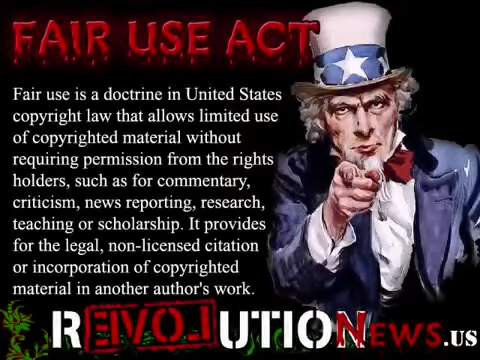 FAIR USE ACT
Fair use is a doctrine in United States
copyright law that allows limited use
of copyrighted material without
requiring permission from the rights
holders, such as for commentary,
criticism, news reporting, research,
teaching or scholarship. It provides
for the legal, non-licensed citation
or incorporation of copyrighted
material in another author's work.
REVOLUTIONNEWS.US